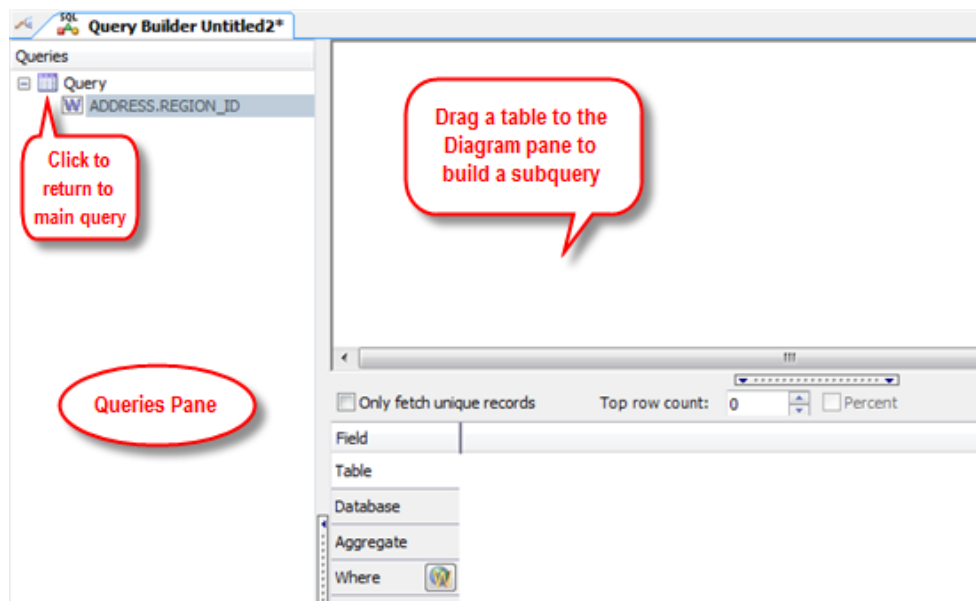 SQL
Query Builder Untitled2*
Queries
Query
W ADDRESS.REGION_ID
Click to
return to
main query
Drag a table to the
Diagram pane to
build a subquery
Queries Pane
Only fetch unique records Top row count: 0 Percent
Field
Table
Database
Aggregate
Where